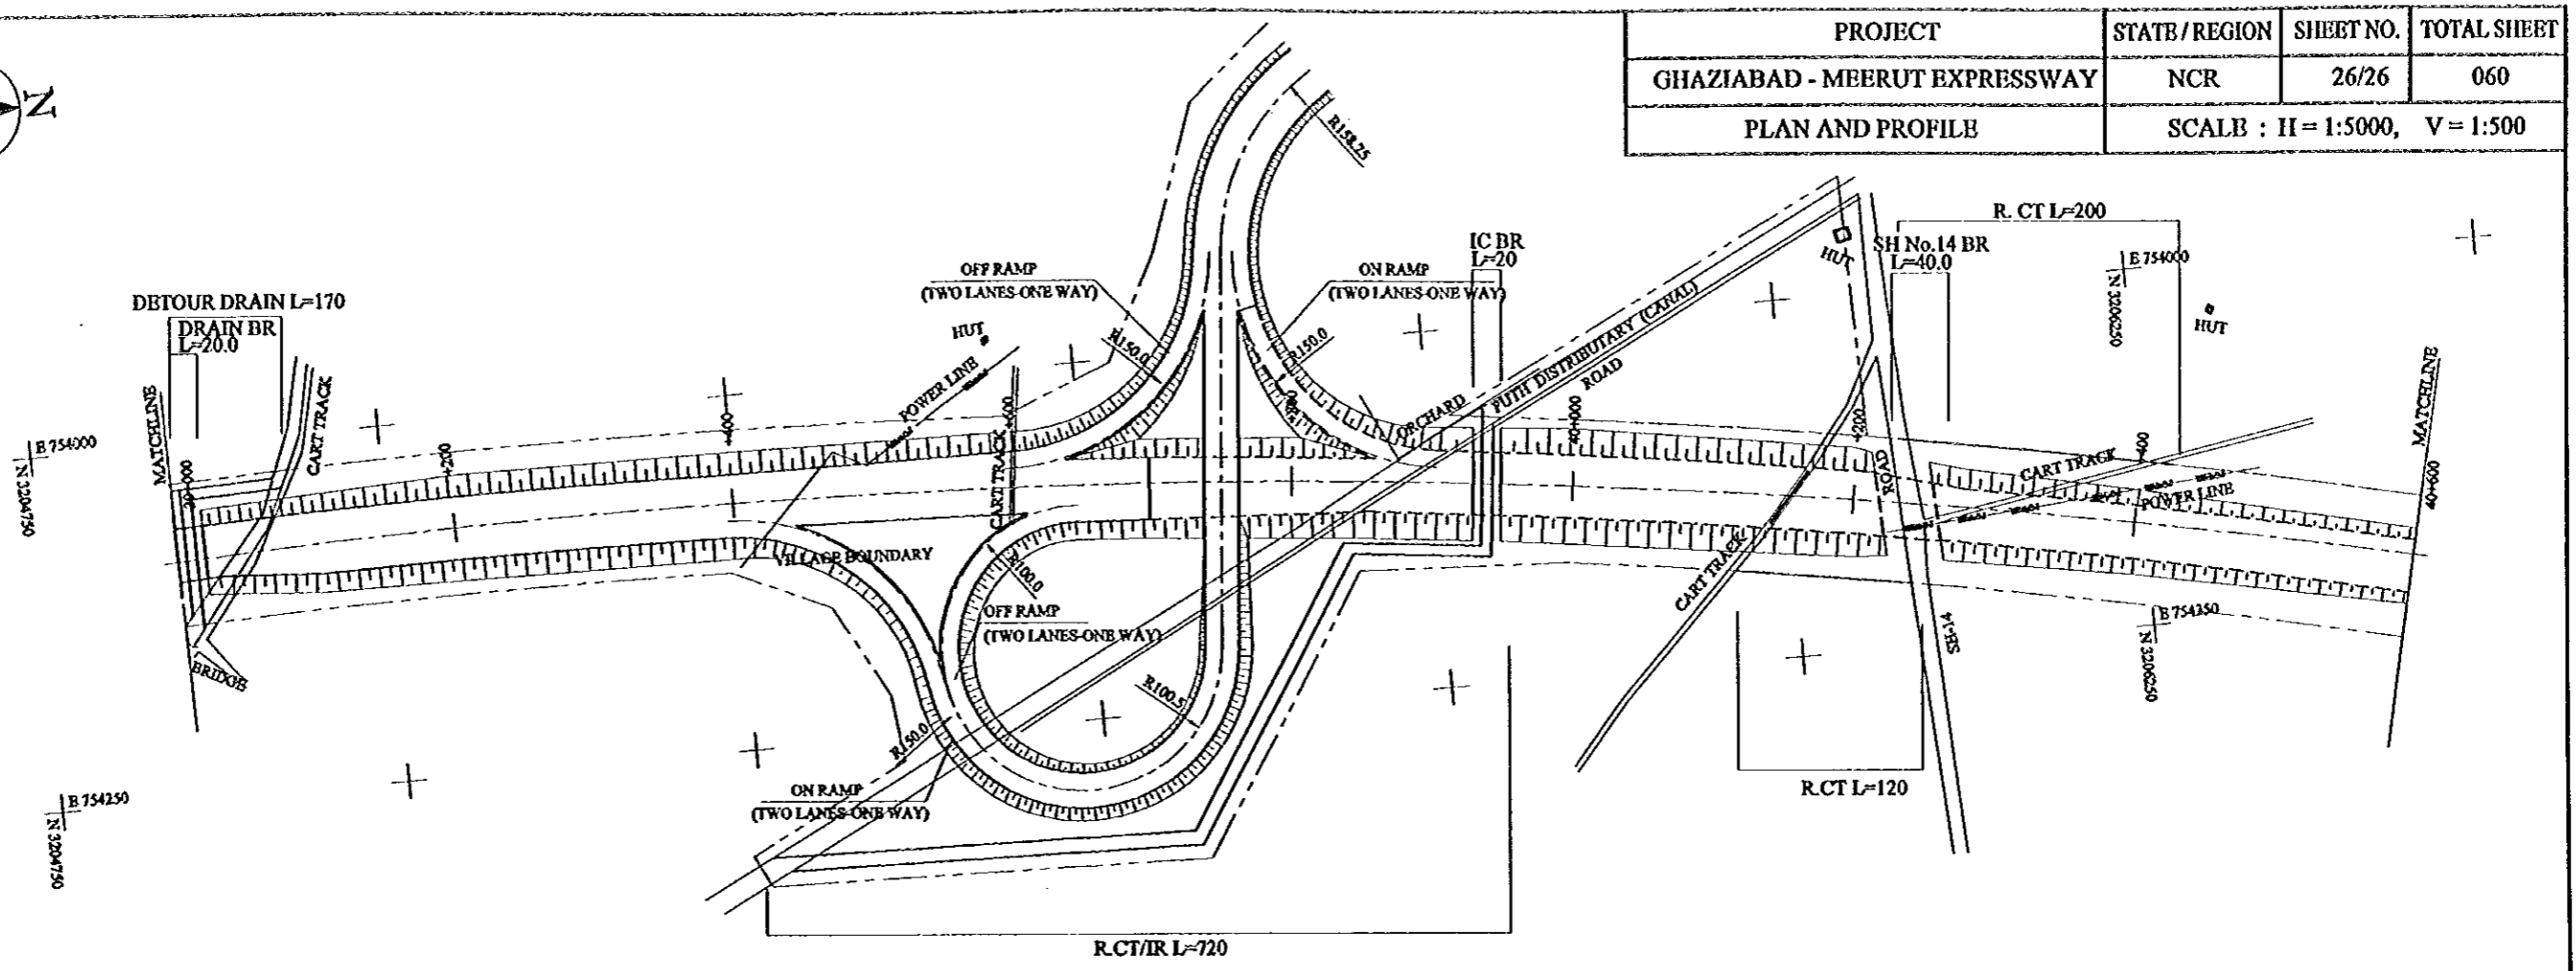 PROJECT
STATE / REGION
SHEET NO.
TOTAL SHEET
GHAZIABAD - MEERUT EXPRESSWAY
NCR
26/26
060
PLAN AND PROFILE
SCALE : H = 1:5000, V = 1:500
N
R158.25
R. CT L=200
IC BR
L=20
SH No.14 BR
L=40.0
HUT
E 754000
N 3206250
HUT
OFF RAMP
(TWO LANES-ONE WAY)
ON RAMP
(TWO LANES-ONE WAY)
DETOUR DRAIN L=170
DRAIN BR
L=20.0
HUT
R150.0
R150.0
PUTH DISTRIBUTARY (CANAL)
ROAD
POWER LINE
MATCHLINE
CART TRACK
ORCHARD
MATCHLINE
E 754000
N 3204750
+200
+400
+600
CART TRACK
40+000
+200
ROAD
+400
CART TRACK
POWER LINE
40+600
VILLAGE BOUNDARY
R100.0
CART TRACK
OFF RAMP
(TWO LANES-ONE WAY)
E 754250
N 3206250
SH-14
BRIDGE
R100.5
R150.0
ON RAMP
(TWO LANES-ONE WAY)
R.CT L=120
E 754250
N 3204750
R.CT/IR L=720